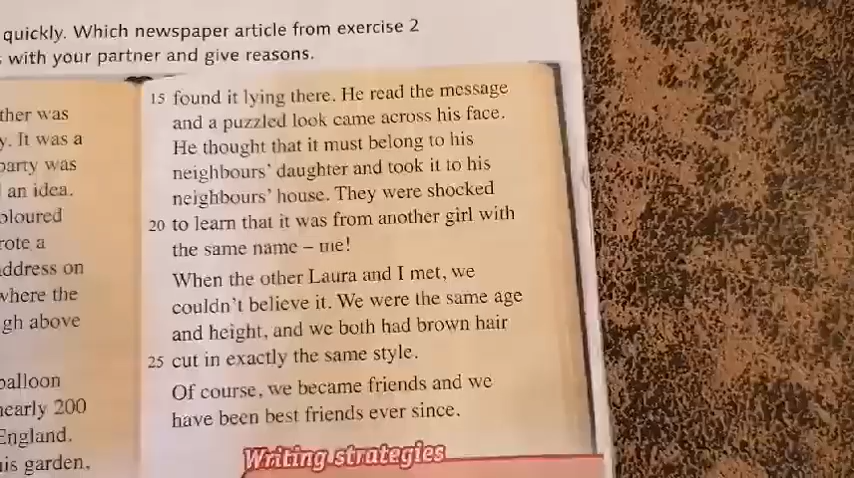 quickly. Which newspaper article from exercise 2
with your partner and give reasons.
ther was
y. It was a
party was
an idea.
oloured
rote a
address on
where the
gh above
balloon
nearly 200
England.
his garden,
15 found it lying there. He read the message
and a puzzled look came across his face.
He thought that it must belong to his
neighbours' daughter and took it to his
neighbours' house. They were shocked
20 to learn that it was from another girl with
the same name – me!
When the other Laura and I met, we
couldn't believe it. We were the same age
and height, and we both had brown hair
25 cut in exactly the same style.
Of course, we became friends and we
have been best friends ever since.
Writing strategies